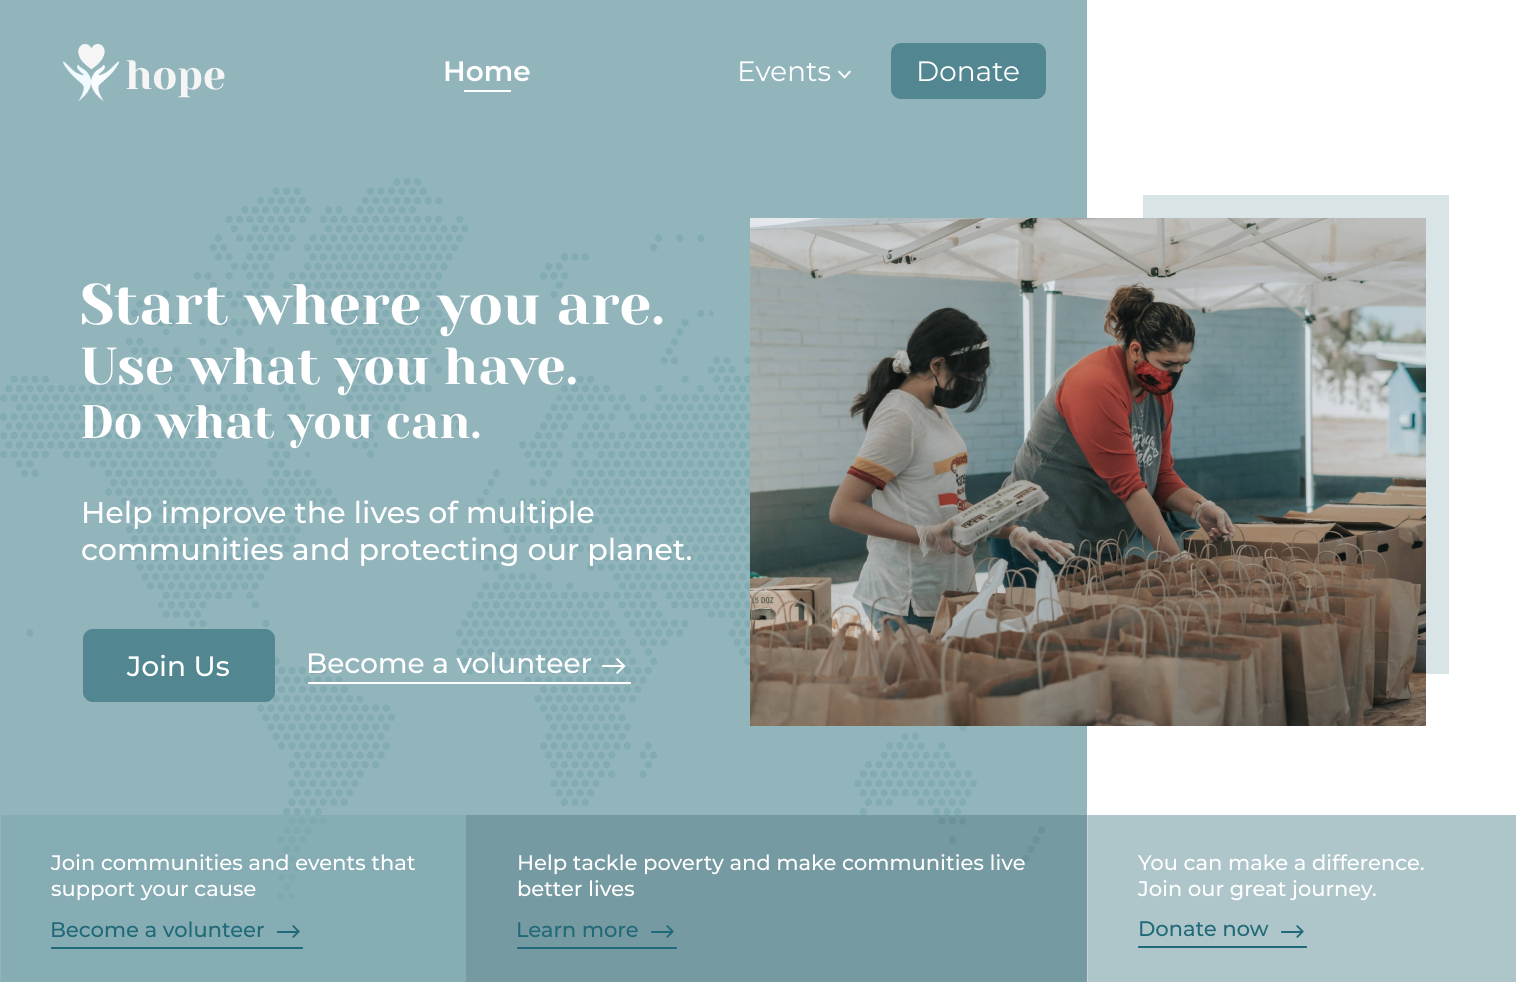 hope
Home
Events
Donate
Start where you are.
Use what you have.
Do what you can.
Help improve the lives of multiple
communities and protecting our planet.
Join Us
Become a volunteer
Join communities and events that
support your cause
Become a volunteer
Help tackle poverty and make communities live
better lives
Learn more
You can make a difference.
Join our great journey.
Donate now